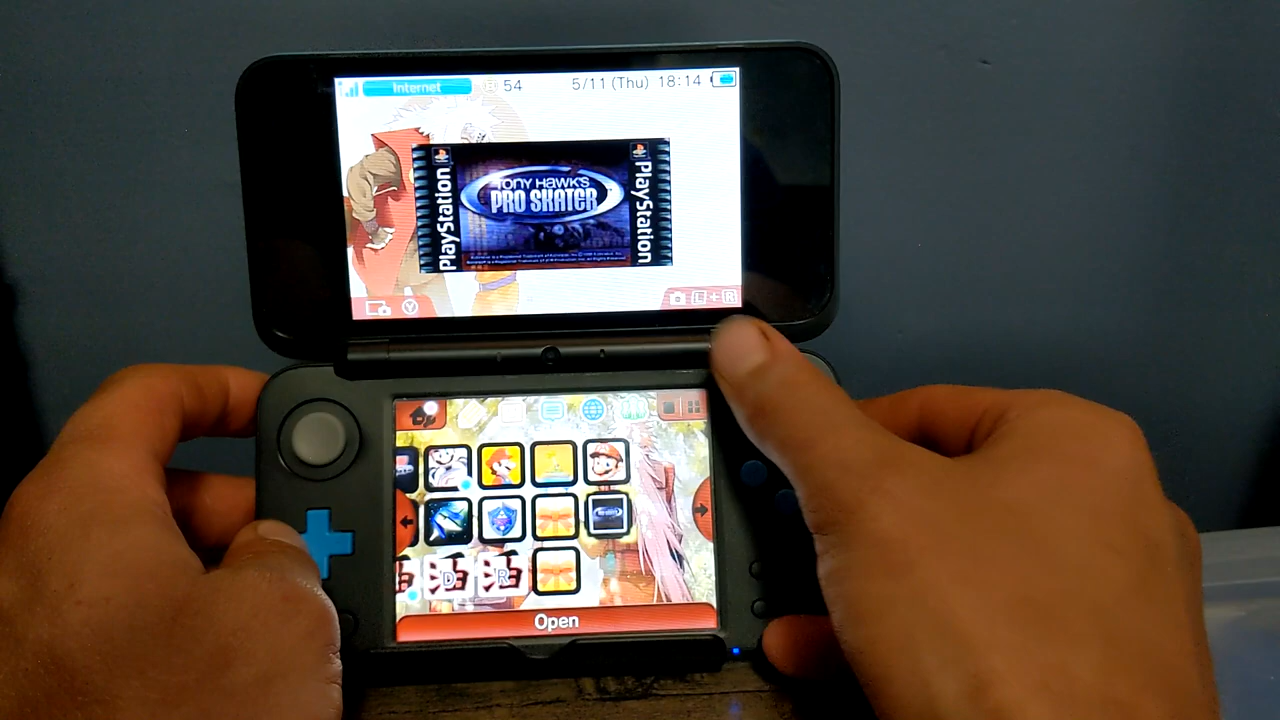 Internet 54 5/11 (Thu) 18:14
PlayStation
TONY HAWK'S
PRO SKATER
PlayStation
Y
L + R
D
R
Open